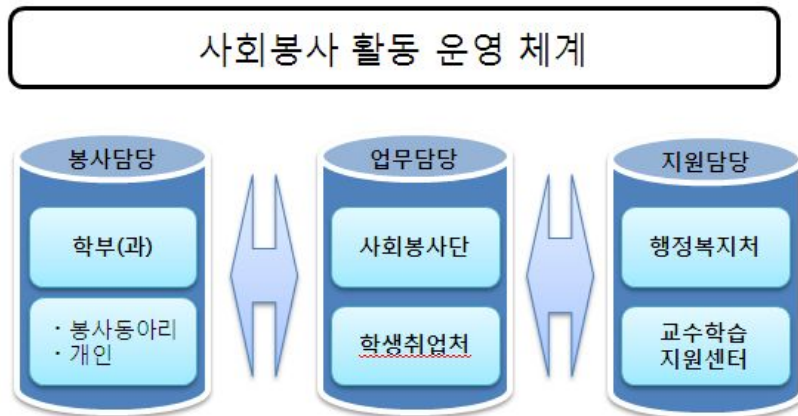 사회봉사 활동 운영 체계
봉사담당
학부(과)
· 봉사동아리
· 개인
업무담당
사회봉사단
학생취업처
지원담당
행정복지처
교수학습
지원센터